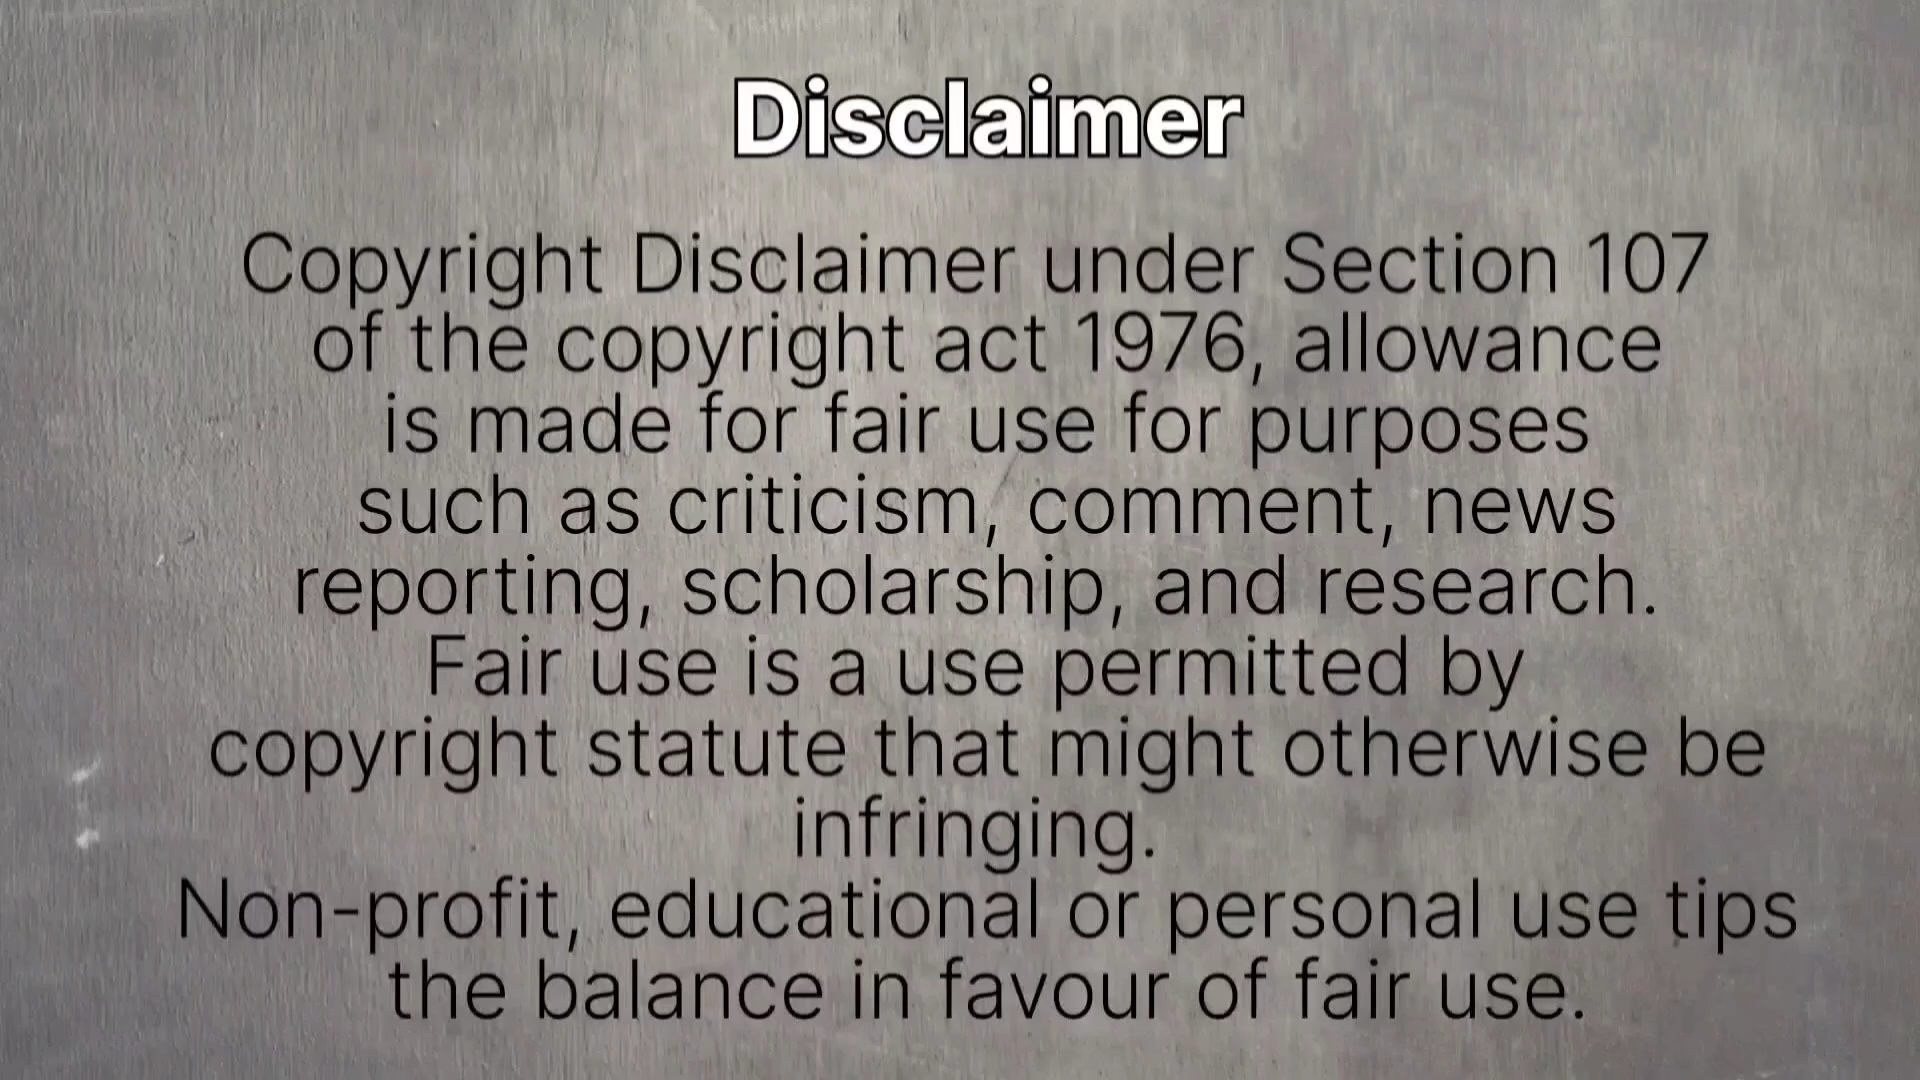 Disclaimer
Copyright Disclaimer under Section 107
of the copyright act 1976, allowance
is made for fair use for purposes
such as criticism, comment, news
reporting, scholarship, and research.
Fair use is a use permitted by
copyright statute that might otherwise be
infringing.
Non-profit, educational or personal use tips
the balance in favour of fair use.